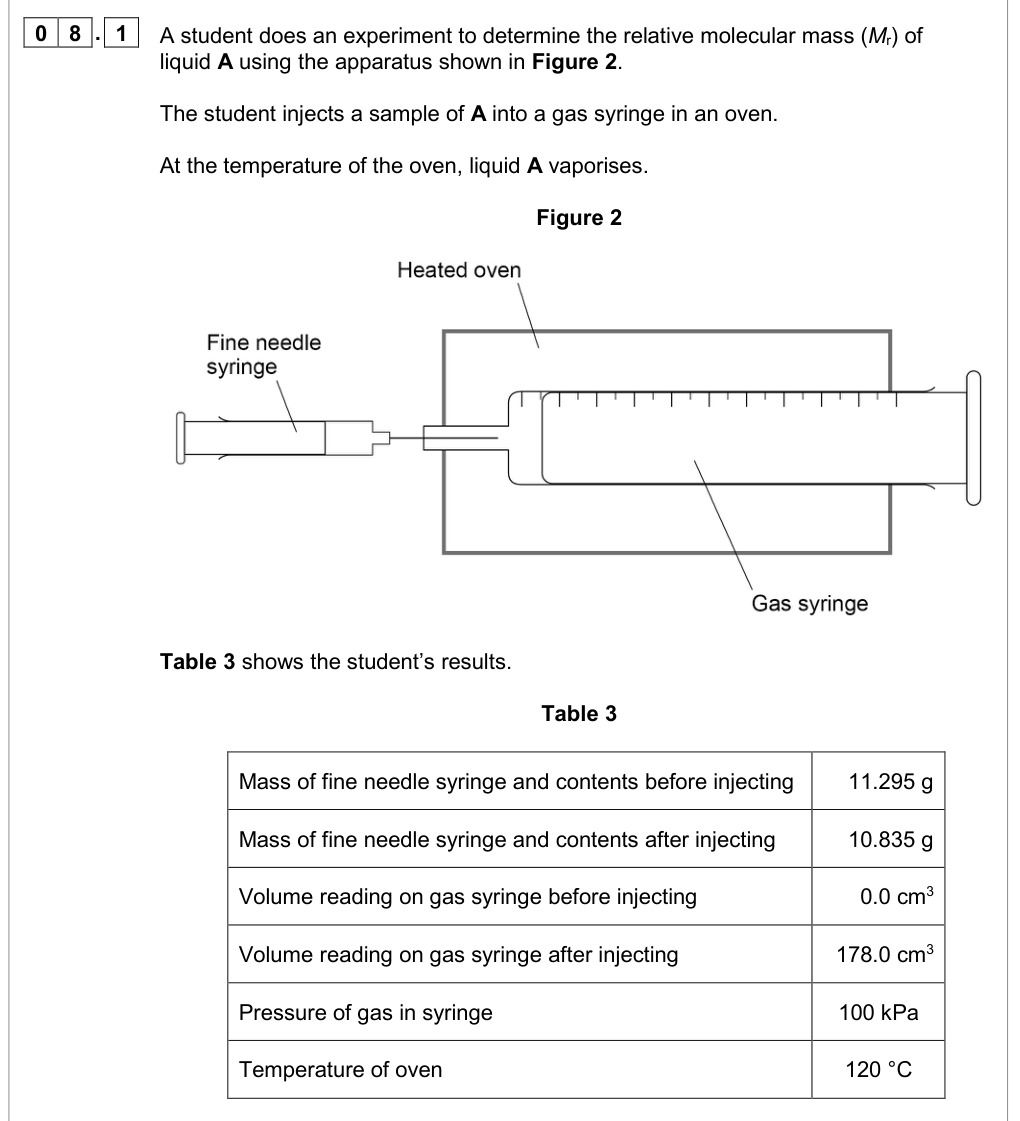 0 8 . 1 A student does an experiment to determine the relative molecular mass (Mr) of
liquid A using the apparatus shown in Figure 2.
The student injects a sample of A into a gas syringe in an oven.
At the temperature of the oven, liquid A vaporises.
Figure 2
Heated oven
Fine needle
syringe
Gas syringe
Table 3 shows the student's results.
Table 3
Mass of fine needle syringe and contents before injecting 11.295 g
Mass of fine needle syringe and contents after injecting 10.835 g
Volume reading on gas syringe before injecting 0.0 cm³
Volume reading on gas syringe after injecting 178.0 cm³
Pressure of gas in syringe 100 kPa
Temperature of oven 120 °C